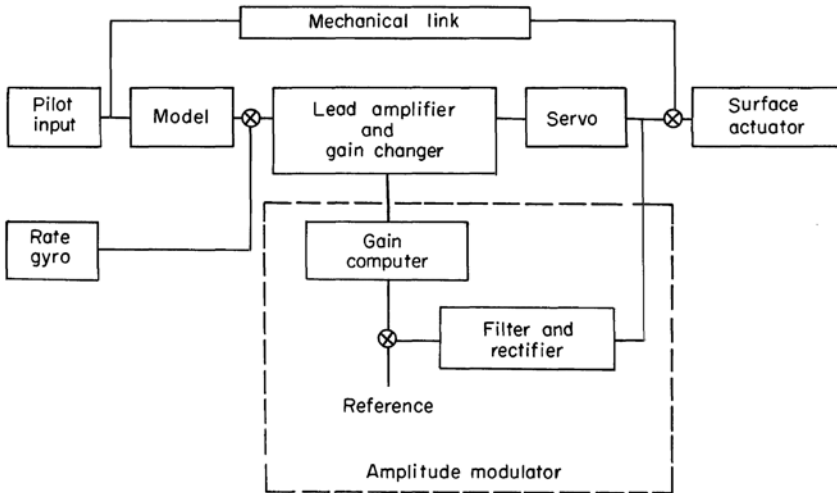 Mechanical link
Pilot
input
Model
Lead amplifier
and
gain changer
Servo
Surface
actuator
Rate
gyro
Gain
computer
Filter and
rectifier
Reference
Amplitude modulator